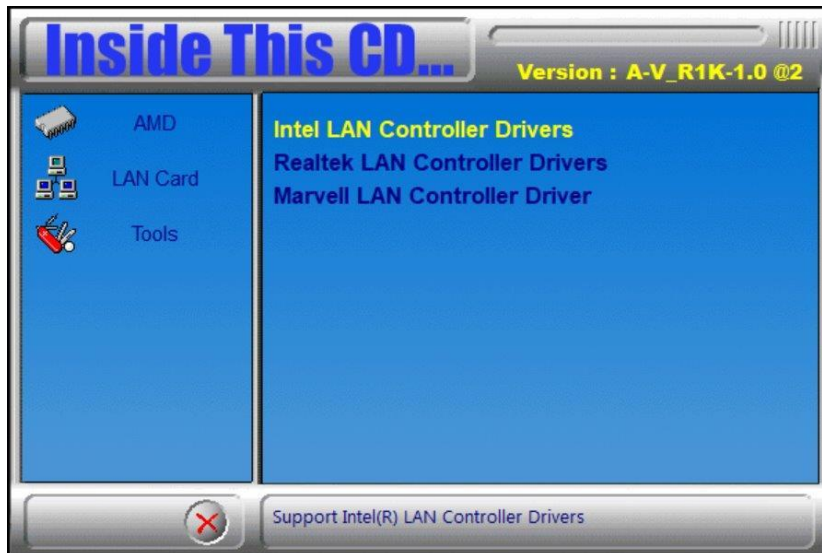 Inside This CD...
Version : A-V_R1K-1.0 @2
AMD
LAN Card
Tools
Intel LAN Controller Drivers
Realtek LAN Controller Drivers
Marvell LAN Controller Driver
Support Intel(R) LAN Controller Drivers